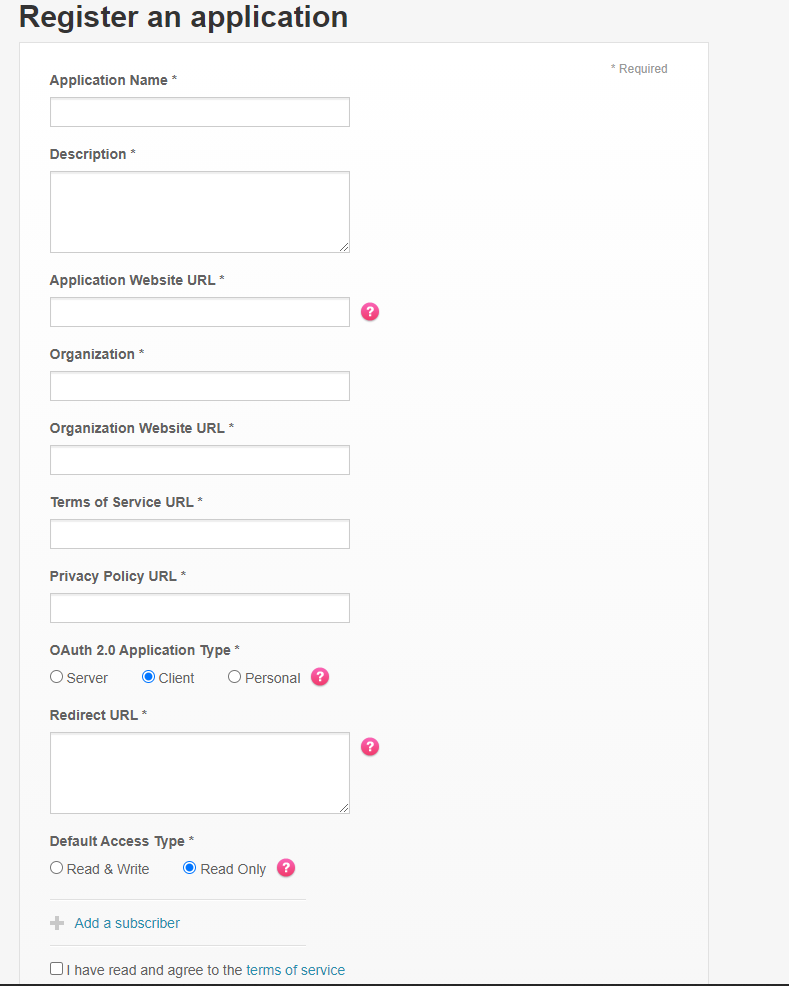 Register an application
* Required
Application Name *
Description *
Application Website URL *
?
Organization *
Organization Website URL *
Terms of Service URL *
Privacy Policy URL *
OAuth 2.0 Application Type *
Server Client Personal ?
Redirect URL *
?
Default Access Type *
Read & Write Read Only ?
Add a subscriber
I have read and agree to the terms of service